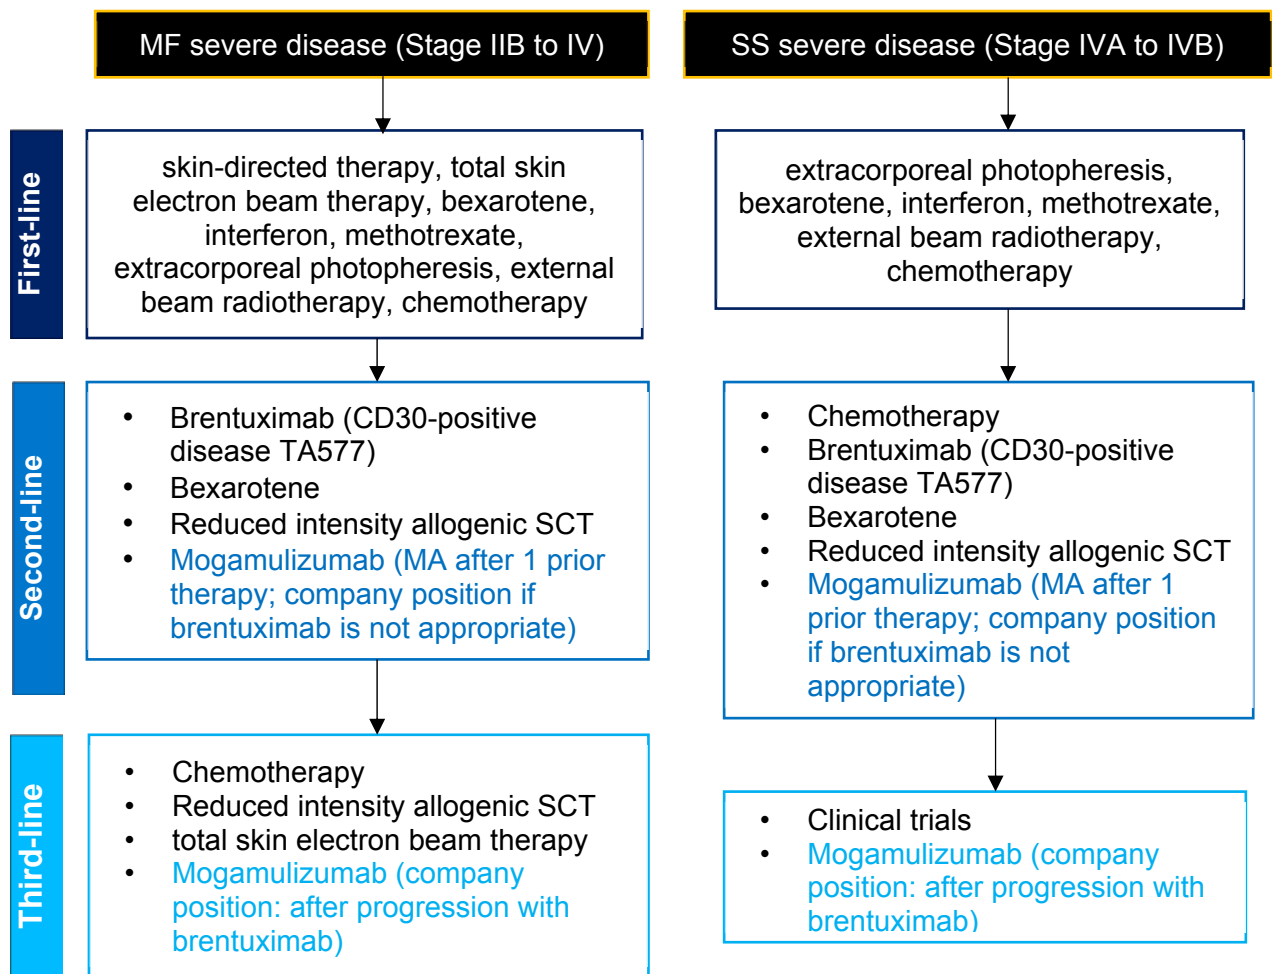 MF severe disease (Stage IIB to IV)
SS severe disease (Stage IVA to IVB)
First-line
skin-directed therapy, total skin
electron beam therapy, bexarotene,
interferon, methotrexate,
extracorporeal photopheresis, external
beam radiotherapy, chemotherapy
extracorporeal photopheresis,
bexarotene, interferon, methotrexate,
external beam radiotherapy,
chemotherapy
Second-line
• Brentuximab (CD30-positive
disease TA577)
• Bexarotene
• Reduced intensity allogenic SCT
• Mogamulizumab (MA after 1 prior
therapy; company position if
brentuximab is not appropriate)
• Chemotherapy
• Brentuximab (CD30-positive
disease TA577)
• Bexarotene
• Reduced intensity allogenic SCT
• Mogamulizumab (MA after 1
prior therapy; company position
if brentuximab is not
appropriate)
Third-line
• Chemotherapy
• Reduced intensity allogenic SCT
• total skin electron beam therapy
• Mogamulizumab (company
position: after progression with
brentuximab)
• Clinical trials
• Mogamulizumab (company
position: after progression with
brentuximab)